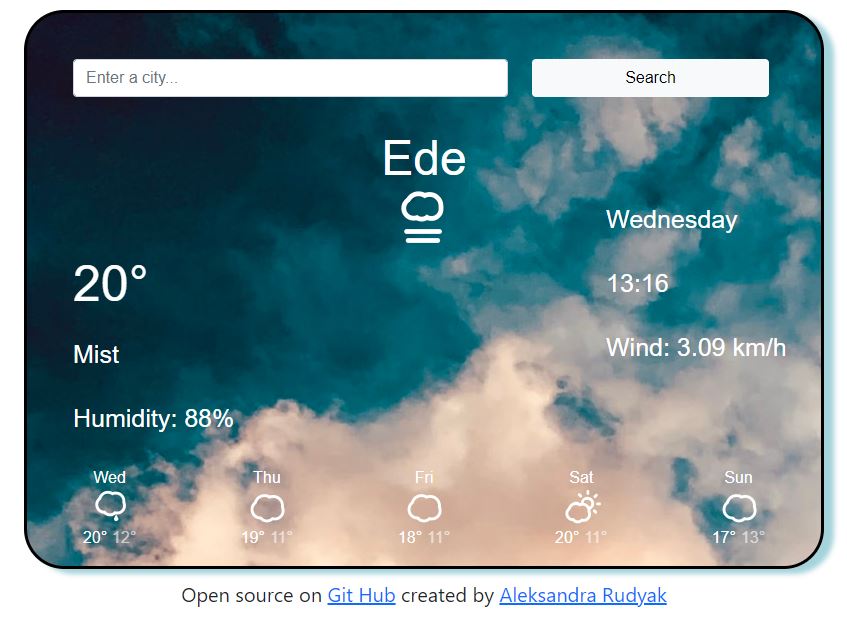 Enter a city...
Search
Ede
Wednesday
20°
13:16
Mist
Wind: 3.09 km/h
Humidity: 88%
Wed Thu Fri Sat Sun
20° 12° 19° 11° 18° 11° 20° 11° 17° 13°
Open source on Git Hub created by Aleksandra Rudyak